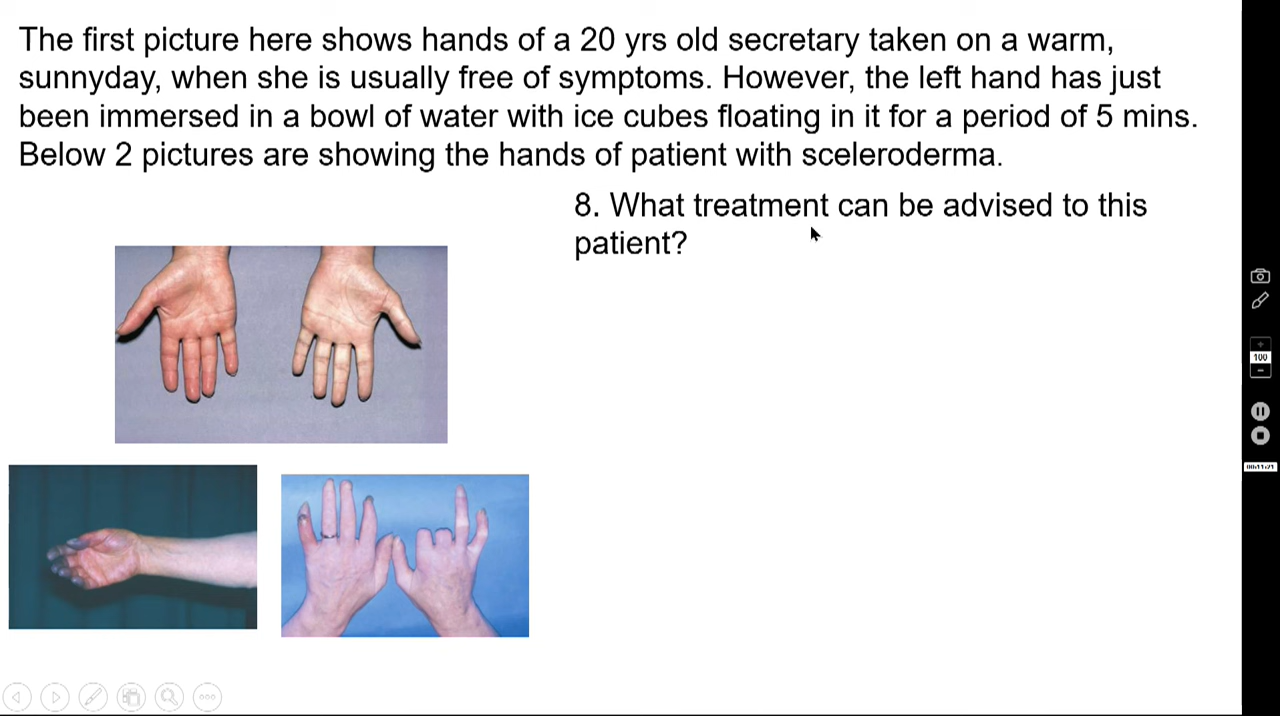 The first picture here shows hands of a 20 yrs old secretary taken on a warm,
sunnyday, when she is usually free of symptoms. However, the left hand has just
been immersed in a bowl of water with ice cubes floating in it for a period of 5 mins.
Below 2 pictures are showing the hands of patient with sceleroderma.
8. What treatment can be advised to this
patient?
100